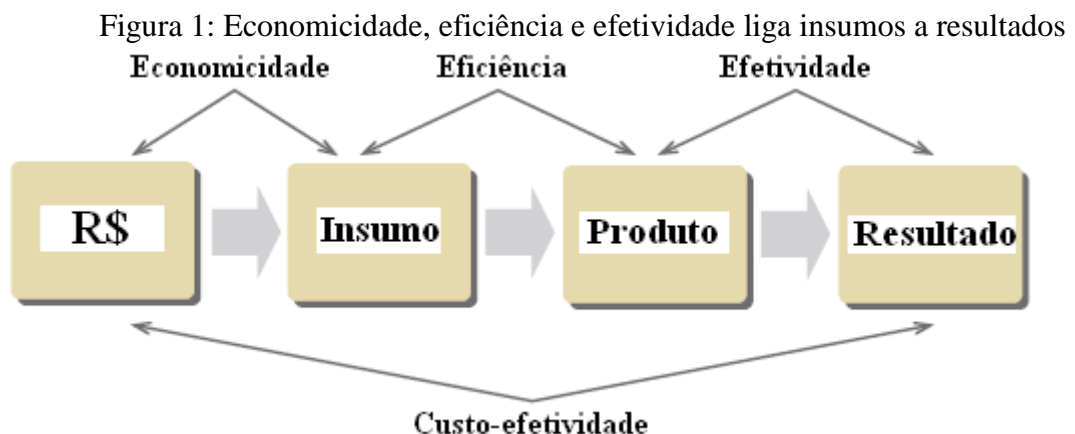 Figura 1: Economicidade, eficiência e efetividade liga insumos a resultados
Economicidade Eficiência Efetividade
R$ Insumo Produto Resultado
Custo-efetividade